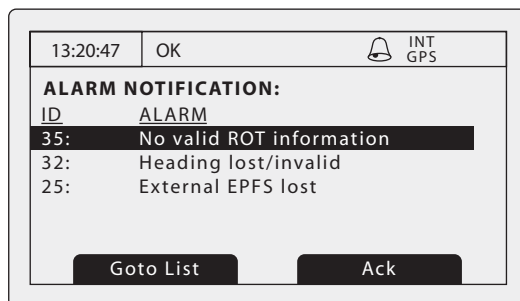 13:20:47 OK INT
GPS
ALARM NOTIFICATION:
ID ALARM
35: No valid ROT information
32: Heading lost/invalid
25: External EPFS lost
Goto List Ack